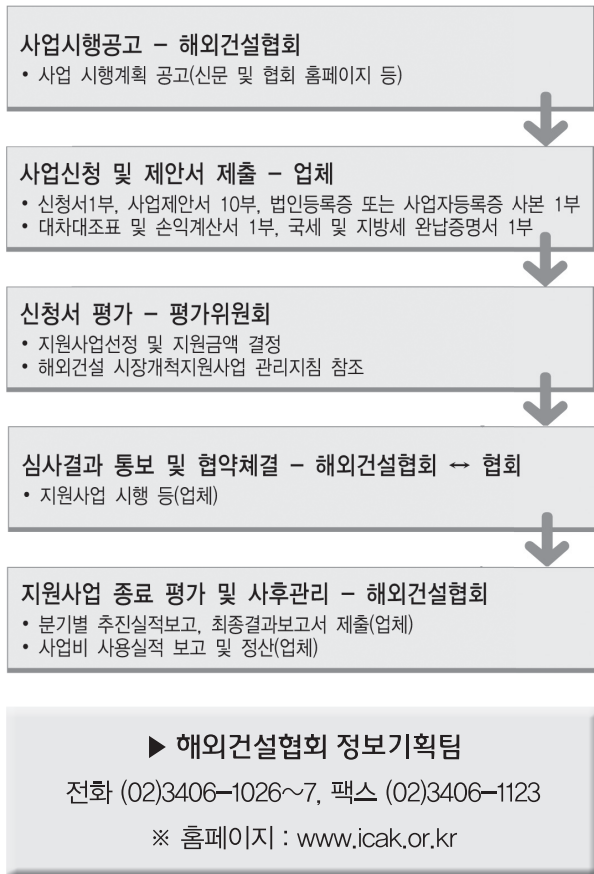 사업시행공고 – 해외건설협회
• 사업 시행계획 공고(신문 및 협회 홈페이지 등)
사업신청 및 제안서 제출 – 업체
• 신청서1부, 사업제안서 10부, 법인등록증 또는 사업자등록증 사본 1부
• 대차대조표 및 손익계산서 1부, 국세 및 지방세 완납증명서 1부
신청서 평가 – 평가위원회
• 지원사업선정 및 지원금액 결정
• 해외건설 시장개척지원사업 관리지침 참조
심사결과 통보 및 협약체결 – 해외건설협회 ↔ 협회
• 지원사업 시행 등(업체)
지원사업 종료 평가 및 사후관리 – 해외건설협회
• 분기별 추진실적보고, 최종결과보고서 제출(업체)
• 사업비 사용실적 보고 및 정산(업체)
▶ 해외건설협회 정보기획팀
전화 (02)3406–1026~7, 팩스 (02)3406–1123
※ 홈페이지 : www.icak.or.kr